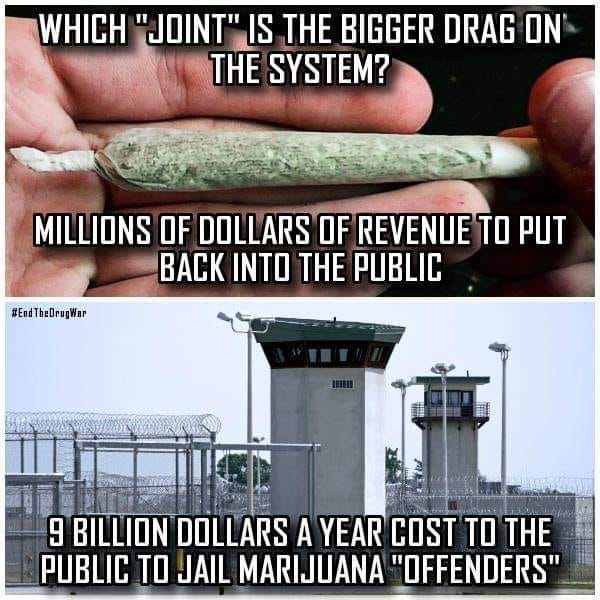 WHICH "JOINT" IS THE BIGGER DRAG ON
THE SYSTEM?
MILLIONS OF DOLLARS OF REVENUE TO PUT
BACK INTO THE PUBLIC
#EndTheDrugWar
9 BILLION DOLLARS A YEAR COST TO THE
PUBLIC TO JAIL MARIJUANA "OFFENDERS"